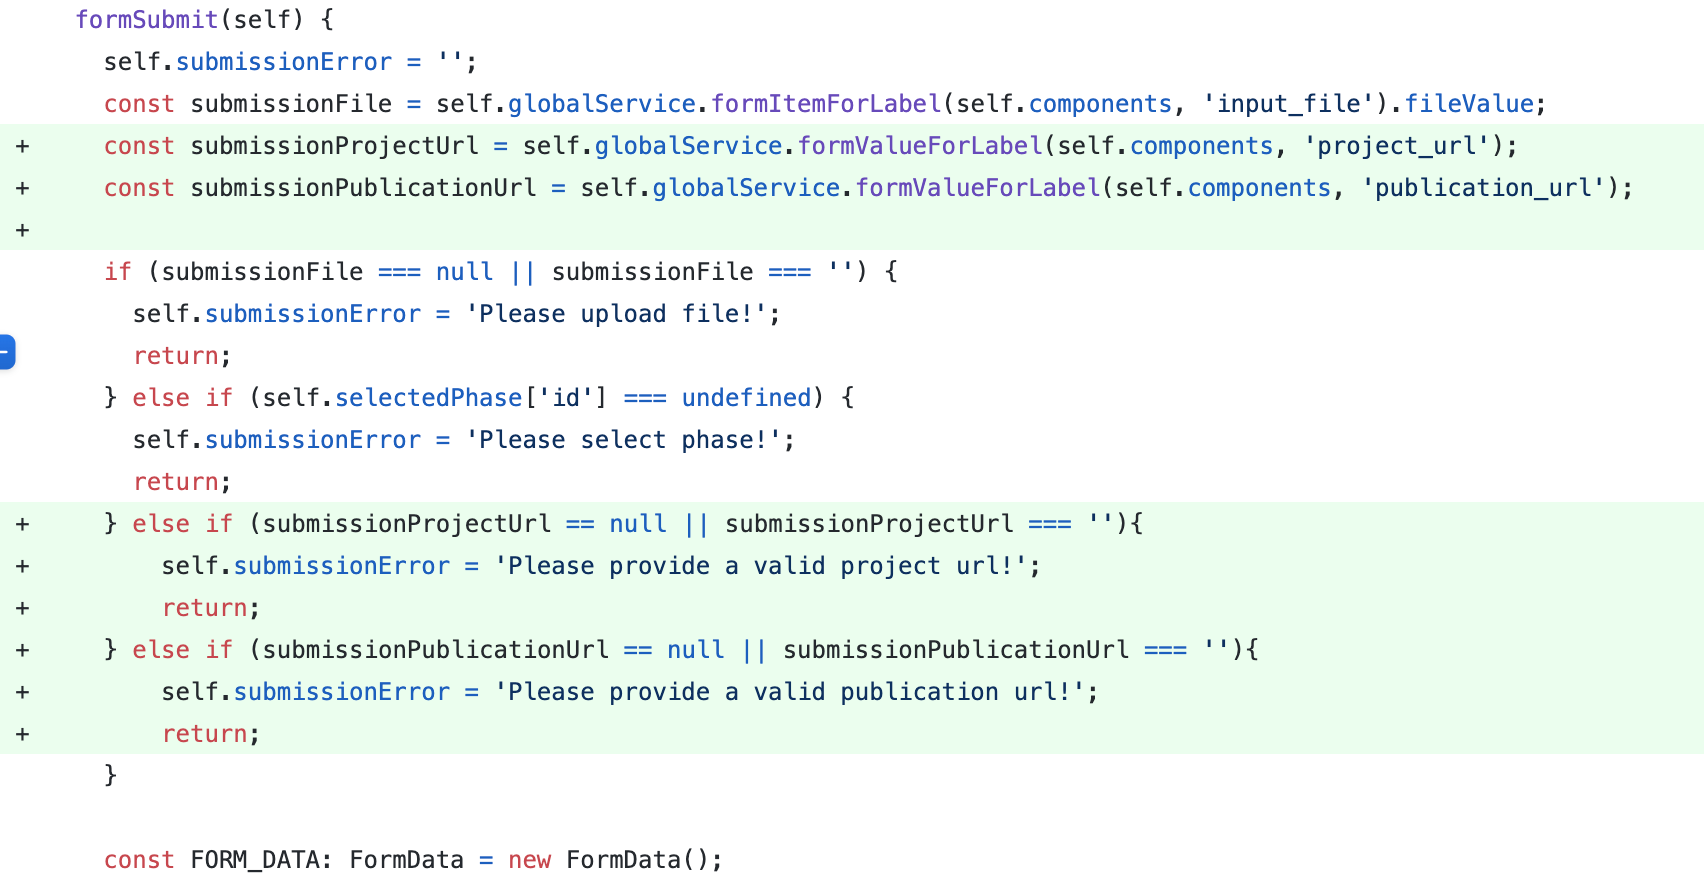 formSubmit(self) {
self.submissionError = '';
const submissionFile = self.globalService.formItemForLabel(self.components, 'input_file').fileValue;
+ const submissionProjectUrl = self.globalService.formValueForLabel(self.components, 'project_url');
+ const submissionPublicationUrl = self.globalService.formValueForLabel(self.components, 'publication_url');
+
if (submissionFile === null || submissionFile === '') {
self.submissionError = 'Please upload file!';
return;
} else if (self.selectedPhase['id'] === undefined) {
self.submissionError = 'Please select phase!';
return;
+ } else if (submissionProjectUrl == null || submissionProjectUrl === ''){
+ self.submissionError = 'Please provide a valid project url!';
+ return;
+ } else if (submissionPublicationUrl == null || submissionPublicationUrl === ''){
+ self.submissionError = 'Please provide a valid publication url!';
+ return;
}
const FORM_DATA: FormData = new FormData();